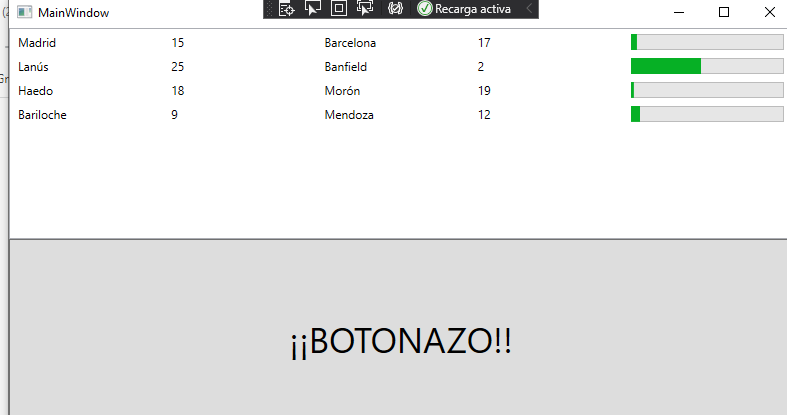 MainWindow
Recarga activa
Madrid 15 Barcelona 17
Lanús 25 Banfield 2
Haedo 18 Morón 19
Bariloche 9 Mendoza 12
¡¡BOTONAZO!!